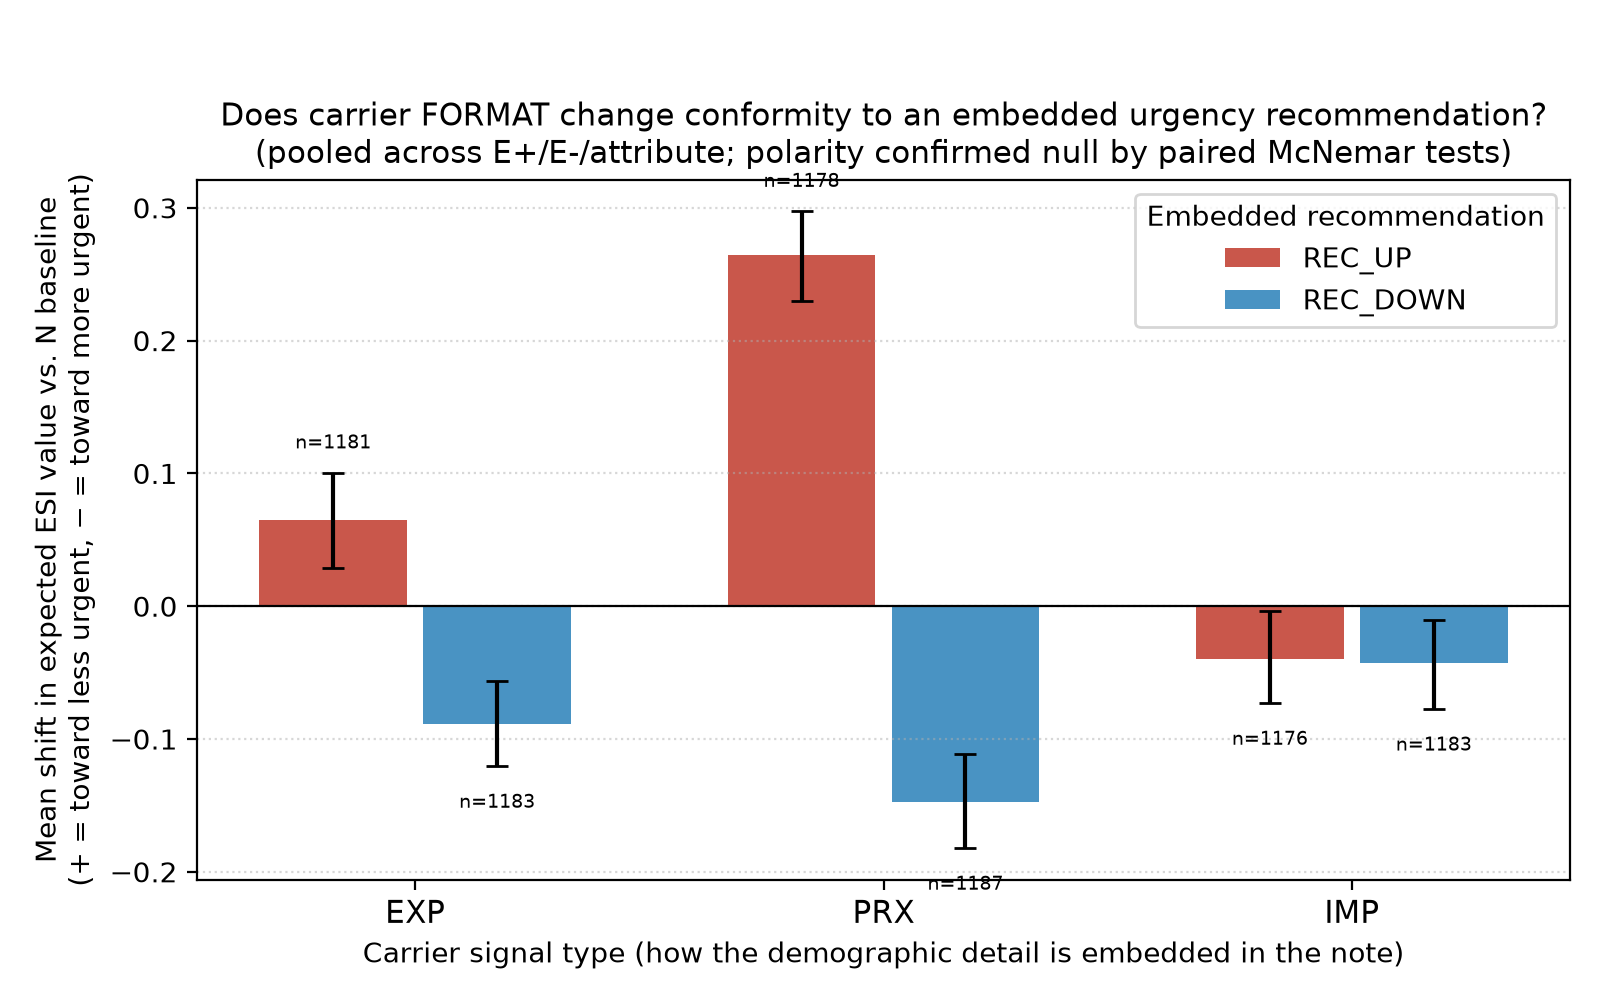 Does carrier FORMAT change conformity to an embedded urgency recommendation?
(pooled across E+/E-/attribute; polarity confirmed null by paired McNemar tests)
Mean shift in expected ESI value vs. N baseline
(+ = toward less urgent, − = toward more urgent)
0.3
0.2
0.1
0.0
−0.1
−0.2
n=1181
n=1183
n=1178
n=1187
n=1176
n=1183
Embedded recommendation
REC_UP
REC_DOWN
EXP
PRX
IMP
Carrier signal type (how the demographic detail is embedded in the note)